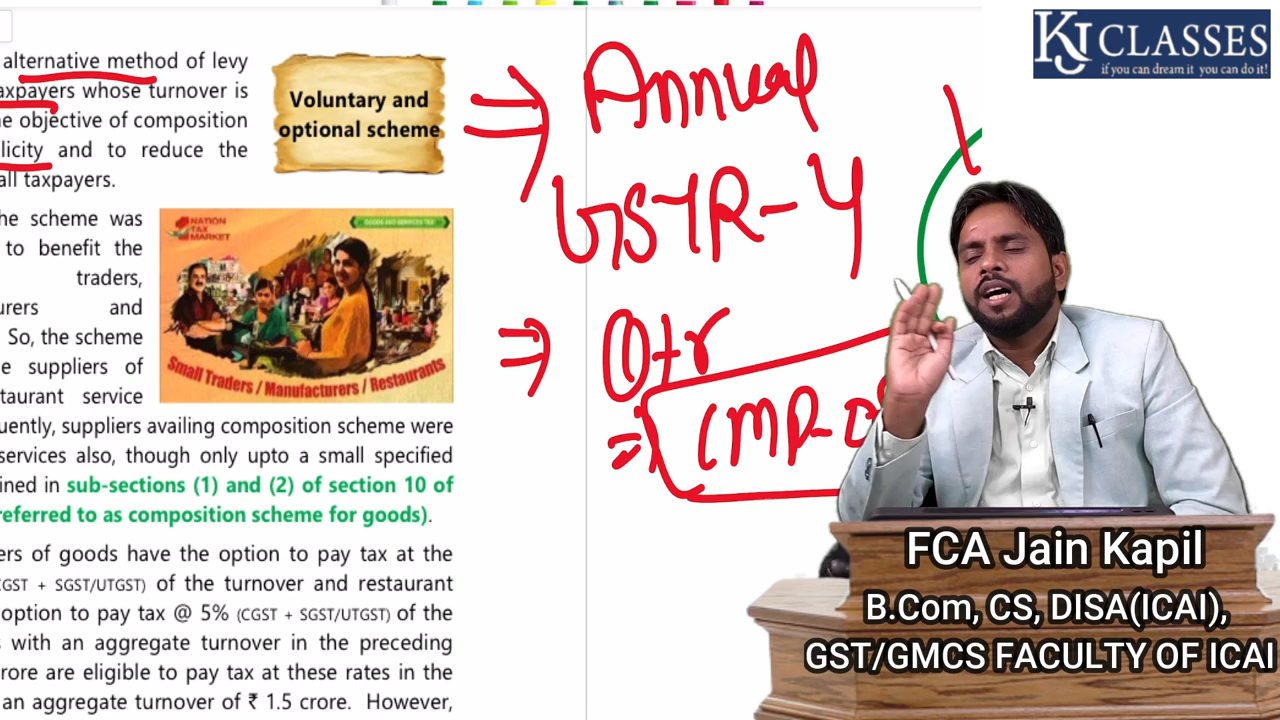 alternative method of levy
axpayers whose turnover is
e objective of composition
licity and to reduce the
all taxpayers.
Voluntary and
optional scheme
he scheme was
to benefit the
traders,
urers and
So, the scheme
e suppliers of
taurant service
NATION
TAX
MARKET
GOODS AND SERVICES TAX
Small Traders / Manufacturers / Restaurants
uently, suppliers availing composition scheme were
services also, though only upto a small specified
ined in sub-sections (1) and (2) of section 10 of
referred to as composition scheme for goods).
ers of goods have the option to pay tax at the
CGST + SGST/UTGST) of the turnover and restaurant
option to pay tax @ 5% (CGST + SGST/UTGST) of the
s with an aggregate turnover in the preceding
rore are eligible to pay tax at these rates in the
an aggregate turnover of ₹ 1.5 crore. However,
⇒ Annual
GSTR-4
⇒ Qtr
⇒ CMP-0
KJ CLASSES
if you can dream it you can do it!
FCA Jain Kapil
B.Com, CS, DISA(ICAI),
GST/GMCS FACULTY OF ICAI